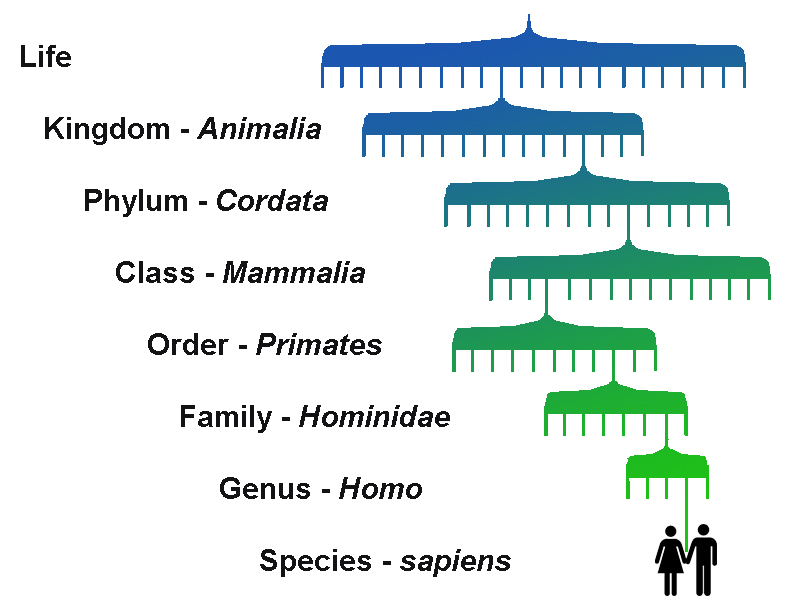 Life
Kingdom - Animalia
Phylum - Cordata
Class - Mammalia
Order - Primates
Family - Hominidae
Genus - Homo
Species - sapiens